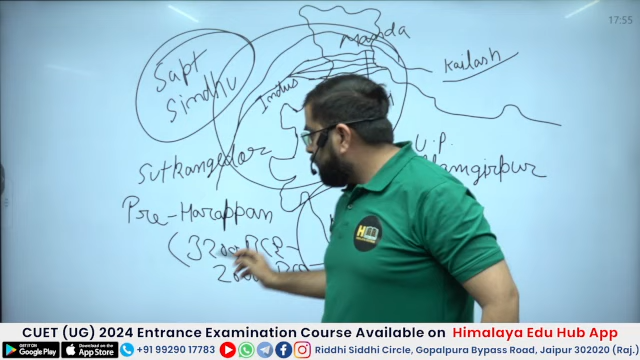 17:55
Manda
Sapt
Sindhu
Kailash
Indus
H
U.P.
Sutkangedor
Alamgirpur
Pre-Harappan
H
CUET (UG) 2024 Entrance Examination Course Available on Himalaya Edu Hub App
GET IT ON Google Play
Download on the App Store
+91 99290 17783
Riddhi Siddhi Circle, Gopalpura Bypass Road, Jaipur 302020 (Raj.)